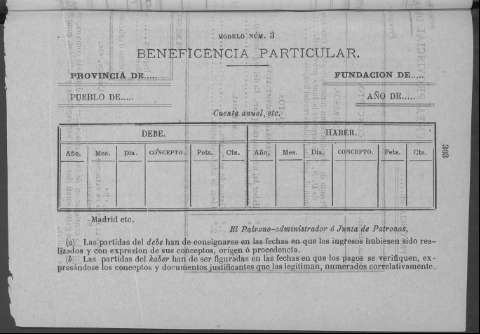 MODELO NÚM. 3
BENEFICENCIA PARTICULAR.
PROVINCIA DE.....
FUNDACION DE.....
PUEBLO DE.....
AÑO DE.....
Cuenta anual, etc.
DEBE.
HABER.
Año. Mes. Dia. CONCEPTO. Pets. Cts. Año. Mes. Dia. CONCEPTO. Pets. Cts.
Madrid etc.
El Patrono-administrador ó Junta de Patronos,
(a) Las partidas del debe han de consignarse en las fechas en que los ingresos hubiesen sido rea-
lizados y con expresion de sus conceptos, origen ó procedencia.
(b Las partidas del haber han de ser figuradas en las fechas en que los pagos se verifiquen, ex-
presándose los conceptos y documentos justificantes que los legitiman, numerados correlativamente.